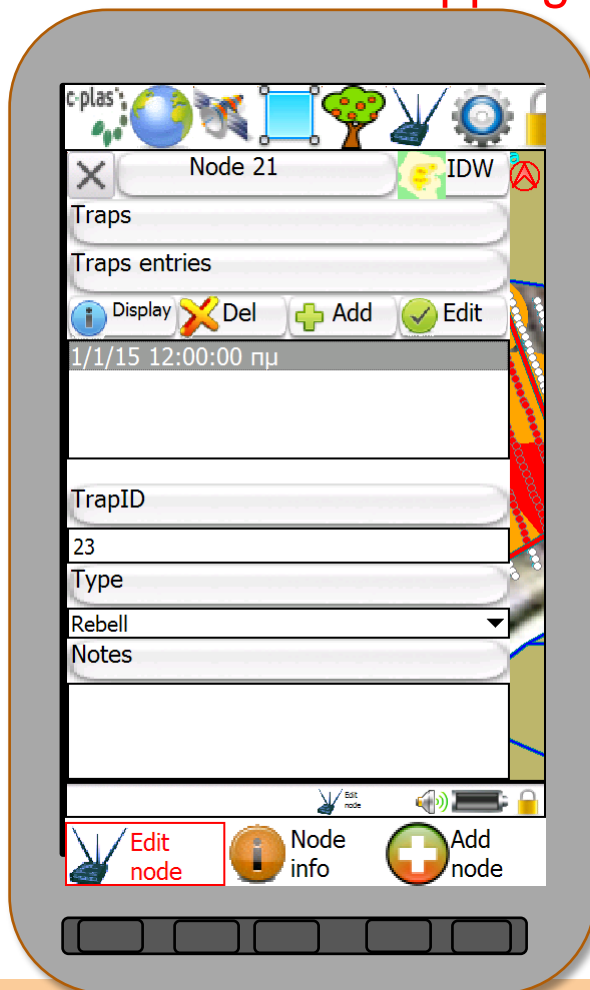 c-plas
Node 21
IDW
Traps
Traps entries
Display Del Add Edit
1/1/15 12:00:00 πμ
TrapID
23
Type
Rebell
Notes
Edit
node
Edit
node
Node
info
Add
node